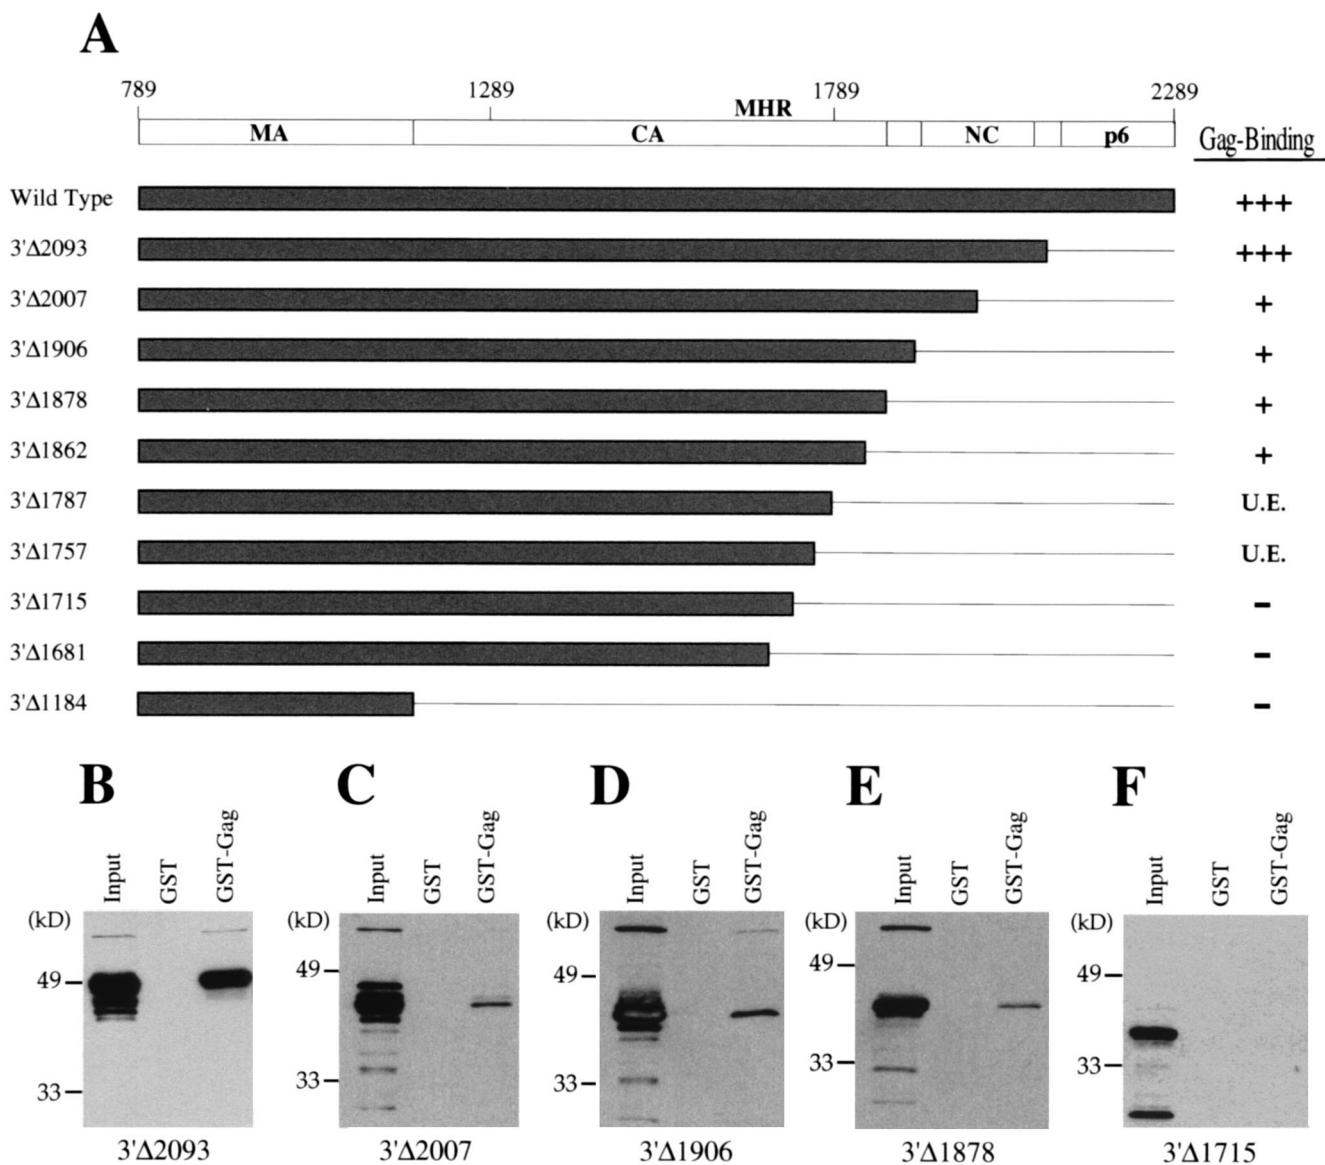 A
789 1289 1789 2289
MHR
MA CA NC p6 Gag-Binding
Wild Type +++
3'Δ2093 +++
3'Δ2007 +
3'Δ1906 +
3'Δ1878 +
3'Δ1862 +
3'Δ1787 U.E.
3'Δ1757 U.E.
3'Δ1715 -
3'Δ1681 -
3'Δ1184 -
B
Input
GST
GST-Gag
(kD)
49
33
3'Δ2093
C
Input
GST
GST-Gag
(kD)
49
33
3'Δ2007
D
Input
GST
GST-Gag
(kD)
49
33
3'Δ1906
E
Input
GST
GST-Gag
(kD)
49
33
3'Δ1878
F
Input
GST
GST-Gag
(kD)
49
33
3'Δ1715